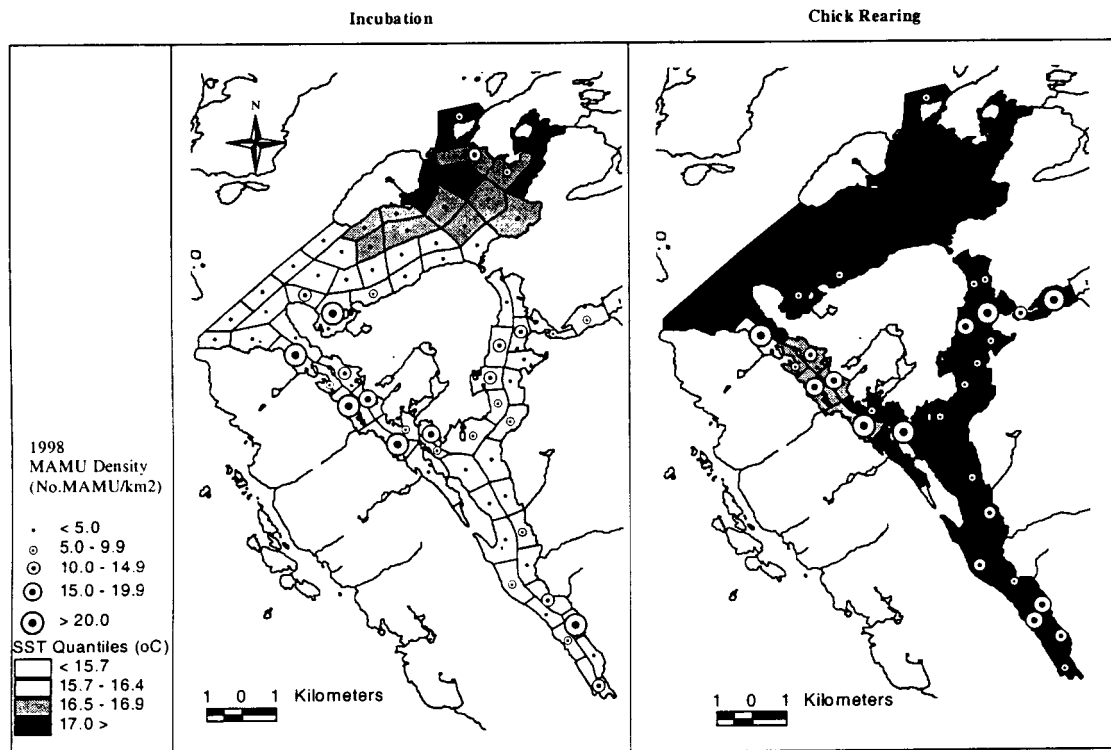 Incubation
Chick Rearing
N
1998
MAMU Density
(No.MAMU/km2)
< 5.0
5.0 - 9.9
10.0 - 14.9
15.0 - 19.9
> 20.0
SST Quantiles (oC)
< 15.7
15.7 - 16.4
16.5 - 16.9
17.0 >
1 0 1 Kilometers
1 0 1 Kilometers